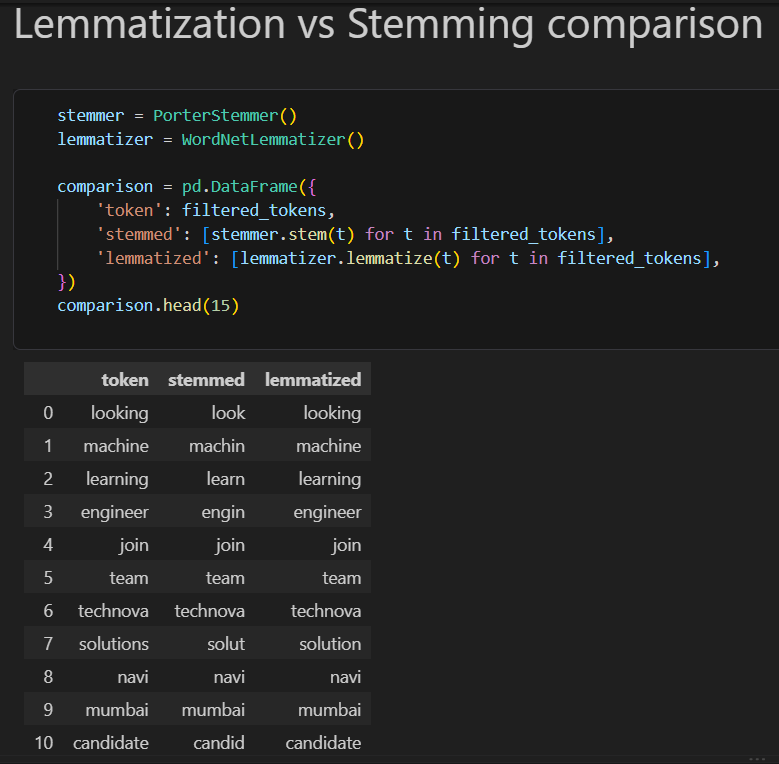 Lemmatization vs Stemming comparison
stemmer = PorterStemmer()
lemmatizer = WordNetLemmatizer()
comparison = pd.DataFrame({
    'token': filtered_tokens,
    'stemmed': [stemmer.stem(t) for t in filtered_tokens],
    'lemmatized': [lemmatizer.lemmatize(t) for t in filtered_tokens],
})
comparison.head(15)
token stemmed lemmatized
0 looking look looking
1 machine machin machine
2 learning learn learning
3 engineer engin engineer
4 join join join
5 team team team
6 technova technova technova
7 solutions solut solution
8 navi navi navi
9 mumbai mumbai mumbai
10 candidate candid candidate